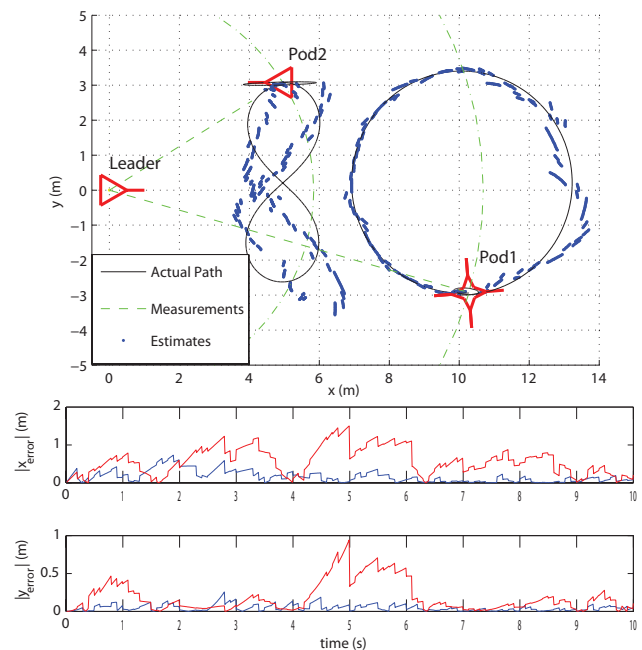 5
4
3
2
1
0
-1
-2
-3
-4
-5
y (m)
Pod2
Leader
Pod1
Actual Path
Measurements
Estimates
0 2 4 6 8 10 12 14
x (m)
|x_error| (m)
2
1
0
0 1 2 3 4 5 6 7 8 9 10
|y_error| (m)
1
0.5
0
0 1 2 3 4 5 6 7 8 9 10
time (s)